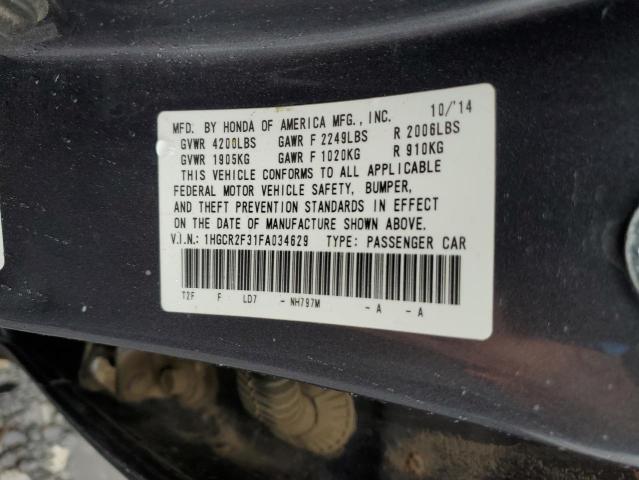 MFD. BY HONDA OF AMERICA MFG., INC. 10/'14
GVWR 4200LBS GAWR F 2249LBS R 2006LBS
GVWR 1905KG GAWR F 1020KG R 910KG
THIS VEHICLE CONFORMS TO ALL APPLICABLE
FEDERAL MOTOR VEHICLE SAFETY, BUMPER,
AND THEFT PREVENTION STANDARDS IN EFFECT
ON THE DATE OF MANUFACTURE SHOWN ABOVE.
V.I.N.: 1HGCR2F31FA034629 TYPE: PASSENGER CAR
T2F F LD7 - NH797M - A - A